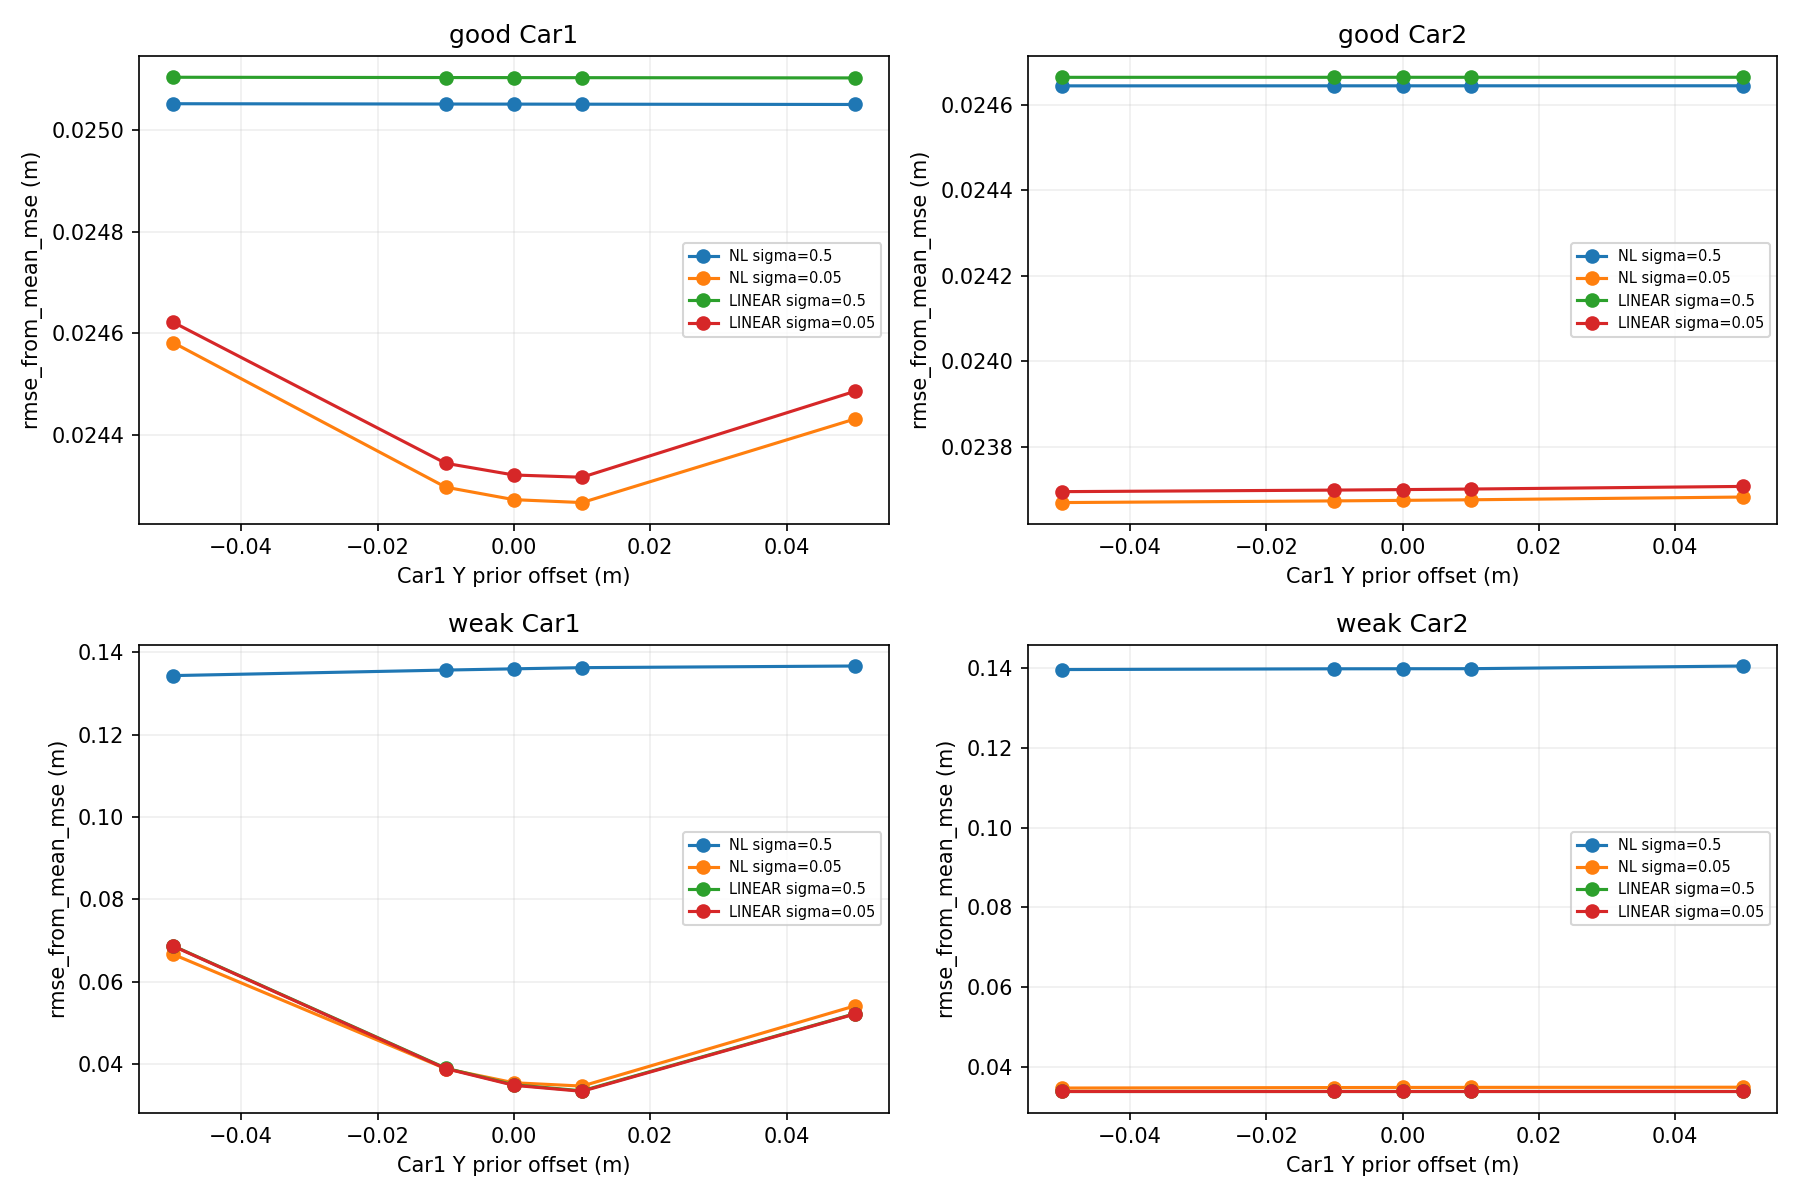 good Car1
rmse_from_mean_mse (m)
0.0250
0.0248
0.0246
0.0244
NL sigma=0.5
NL sigma=0.05
LINEAR sigma=0.5
LINEAR sigma=0.05
−0.04 −0.02 0.00 0.02 0.04
Car1 Y prior offset (m)
good Car2
rmse_from_mean_mse (m)
0.0246
0.0244
0.0242
0.0240
0.0238
NL sigma=0.5
NL sigma=0.05
LINEAR sigma=0.5
LINEAR sigma=0.05
−0.04 −0.02 0.00 0.02 0.04
Car1 Y prior offset (m)
weak Car1
rmse_from_mean_mse (m)
0.14
0.12
0.10
0.08
0.06
0.04
NL sigma=0.5
NL sigma=0.05
LINEAR sigma=0.5
LINEAR sigma=0.05
−0.04 −0.02 0.00 0.02 0.04
Car1 Y prior offset (m)
weak Car2
rmse_from_mean_mse (m)
0.14
0.12
0.10
0.08
0.06
0.04
NL sigma=0.5
NL sigma=0.05
LINEAR sigma=0.5
LINEAR sigma=0.05
−0.04 −0.02 0.00 0.02 0.04
Car1 Y prior offset (m)